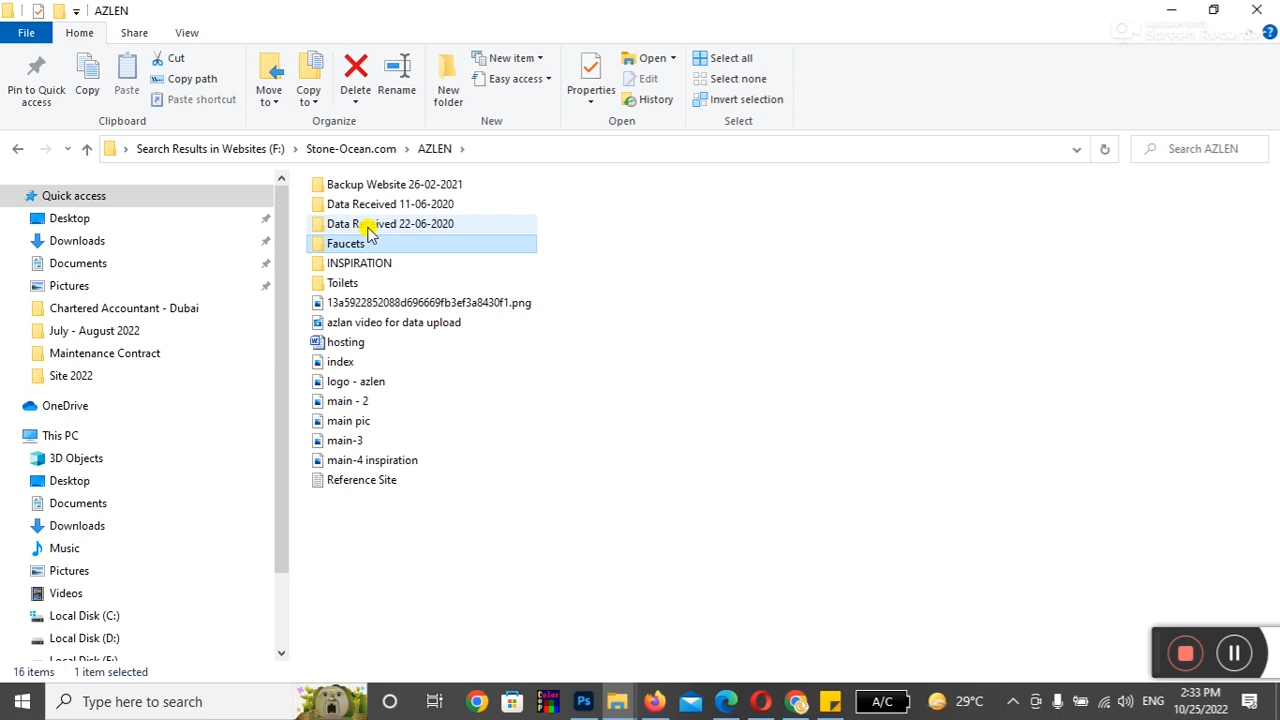 AZLEN
File Home Share View
Pin to Quick access
Copy
Paste
Cut
Copy path
Paste shortcut
Clipboard
Move to
Copy to
Delete
Rename
Organize
New folder
New item
Easy access
New
Properties
Open
Edit
History
Open
Select all
Select none
Invert selection
Select
Search Results in Websites (F:) Stone-Ocean.com AZLEN
Search AZLEN
Quick access
Desktop
Downloads
Documents
Pictures
Chartered Accountant - Dubai
July - August 2022
Maintenance Contract
Site 2022
OneDrive
This PC
3D Objects
Desktop
Documents
Downloads
Music
Pictures
Videos
Local Disk (C:)
Local Disk (D:)
Backup Website 26-02-2021
Data Received 11-06-2020
Data Received 22-06-2020
Faucets
INSPIRATION
Toilets
13a5922852088d696669fb3ef3a8430f1.png
azlan video for data upload
hosting
index
logo - azlen
main - 2
main pic
main-3
main-4 inspiration
Reference Site
16 items 1 item selected
Type here to search
A/C
29°C
ENG
2:33 PM
10/25/2022